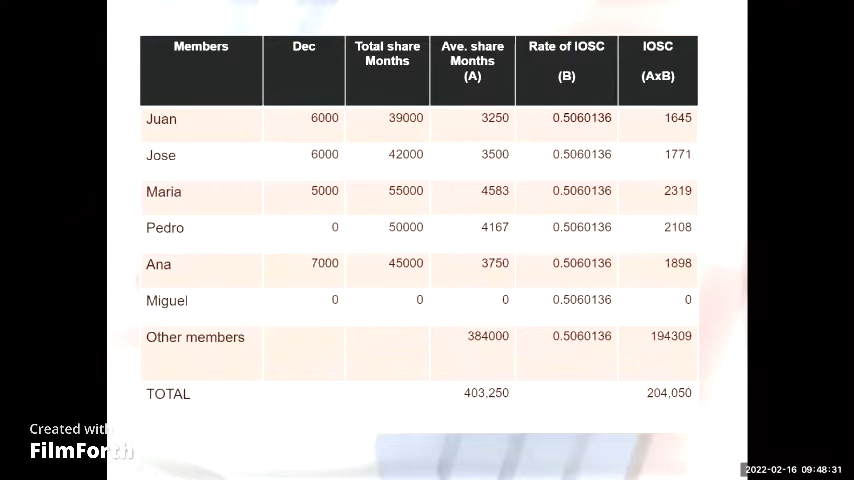 Members Dec Total share Months Ave. share Months (A) Rate of IOSC (B) IOSC (AxB)
Juan 6000 39000 3250 0.5060136 1645
Jose 6000 42000 3500 0.5060136 1771
Maria 5000 55000 4583 0.5060136 2319
Pedro 0 50000 4167 0.5060136 2108
Ana 7000 45000 3750 0.5060136 1898
Miguel 0 0 0 0.5060136 0
Other members 384000 0.5060136 194309
TOTAL 403,250 204,050
Created with
FilmForth
2022-02-16 09:48:31